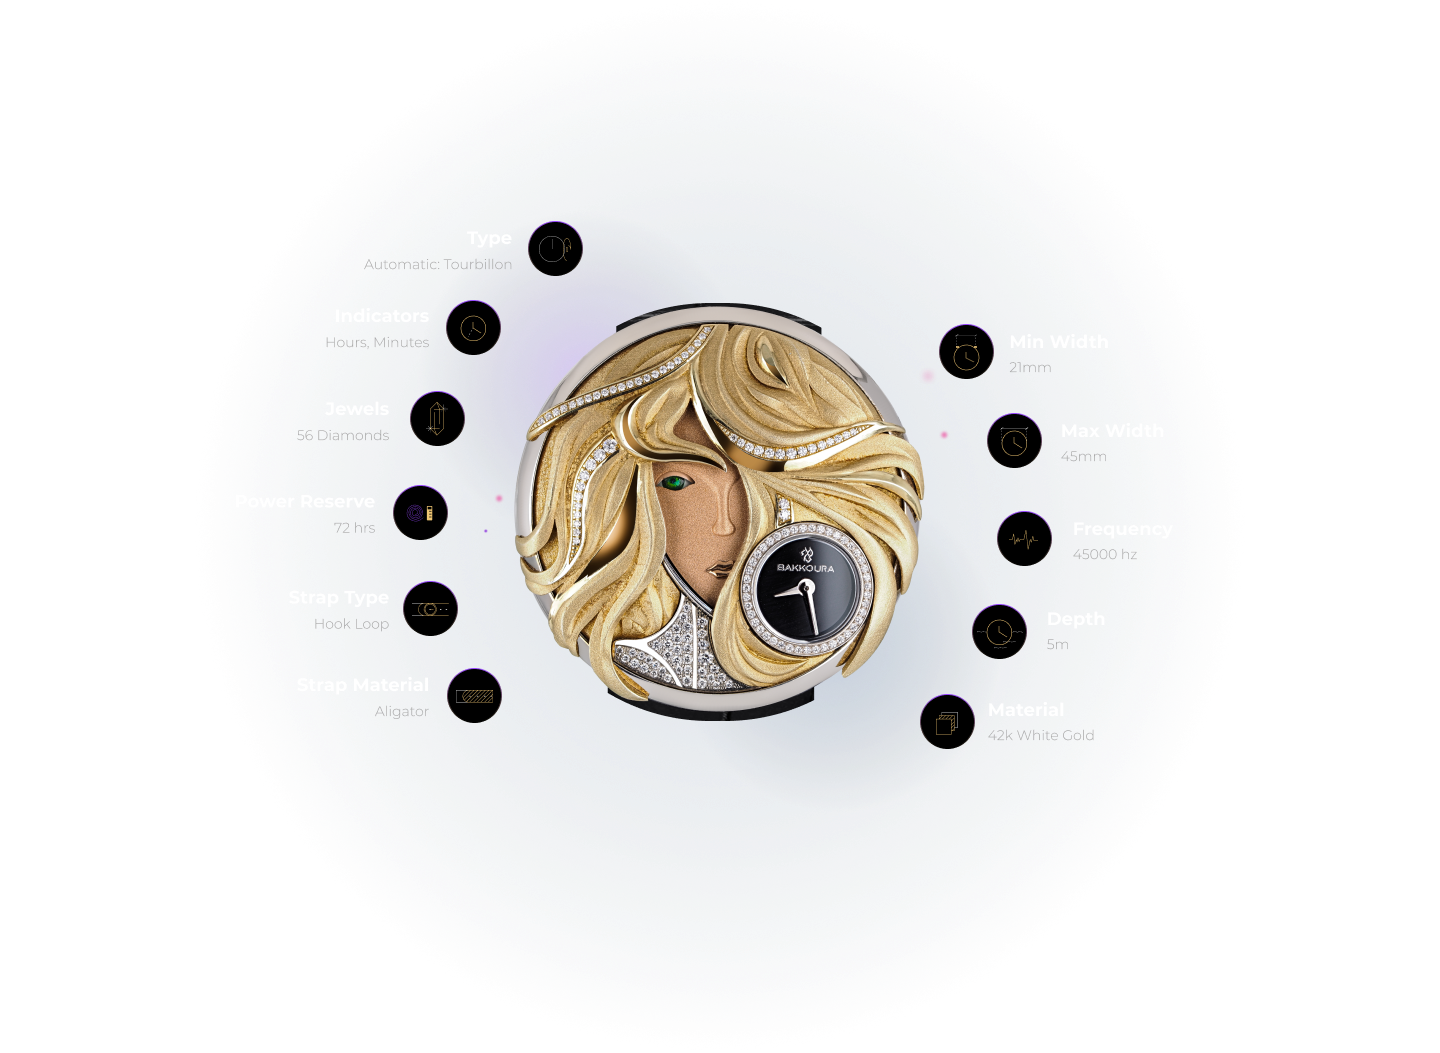 Type
Automatic: Tourbillon
Indicators
Hours, Minutes
Jewels
56 Diamonds
Power Reserve
72 hrs
Strap Type
Hook Loop
Strap Material
Aligator
BAKKOURA
Min Width
21mm
Max Width
45mm
Frequency
45000 hz
Depth
5m
Material
42k White Gold